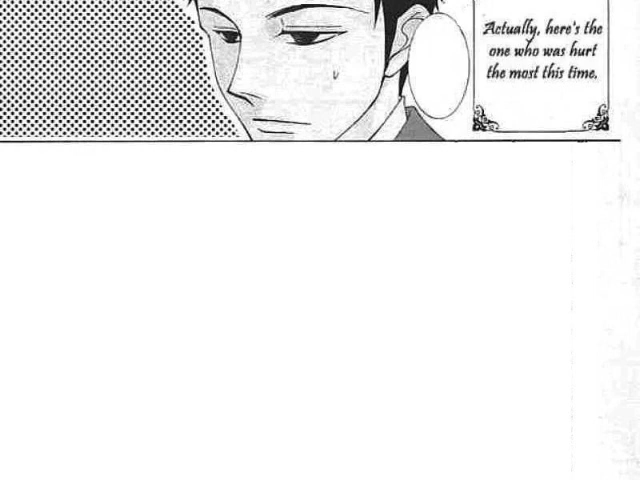 Actually, here's the
one who was hurt
the most this time.